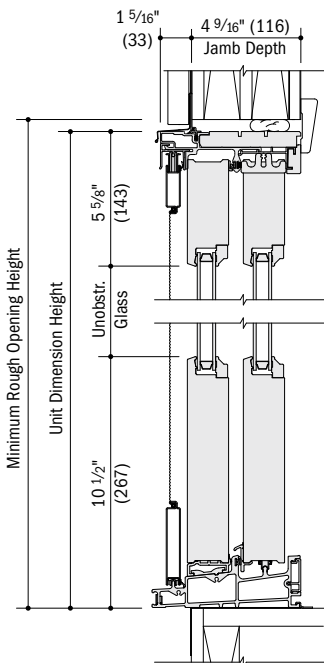 1 5/16" 4 9/16" (116)
(33) Jamb Depth
Minimum Rough Opening Height
Unit Dimension Height
5 5/8"
(143)
Unobstr.
Glass
10 1/2"
(267)